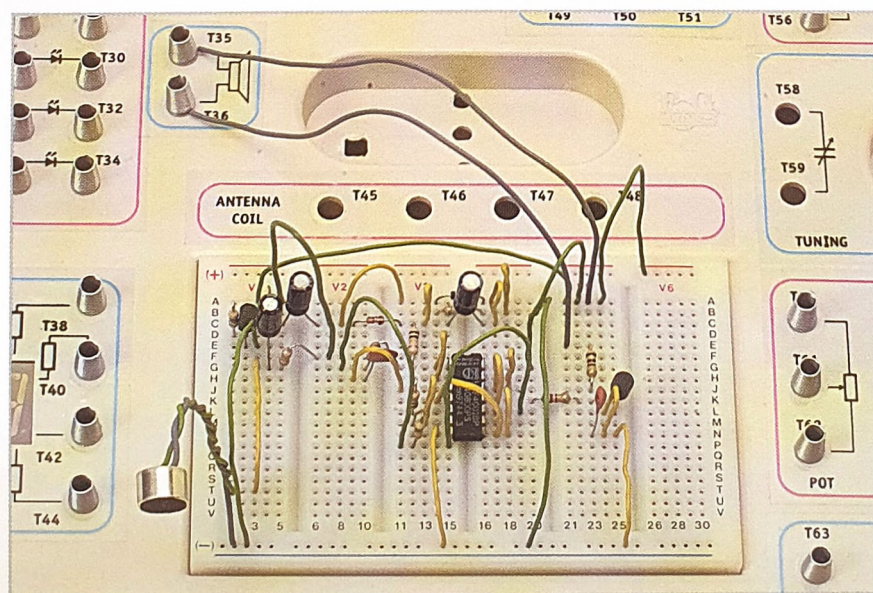 T49 T50 T51
T56
T35
T30
T36
T32
T34
T58
T59
TUNING
ANTENNA
COIL
T45 T46 T47 T48
(+)
V2 V6
A
B
C
D
E
F
G
H
J
K
L
M
N
P
Q
R
S
T
U
V
A
B
C
D
E
F
G
H
J
K
L
M
N
P
Q
R
S
T
U
V
T38
T40
T42
T44
POT
3 5 6 8 10 11 13 15 16 18 20 21 23 25 26 28 30
(−)
T63